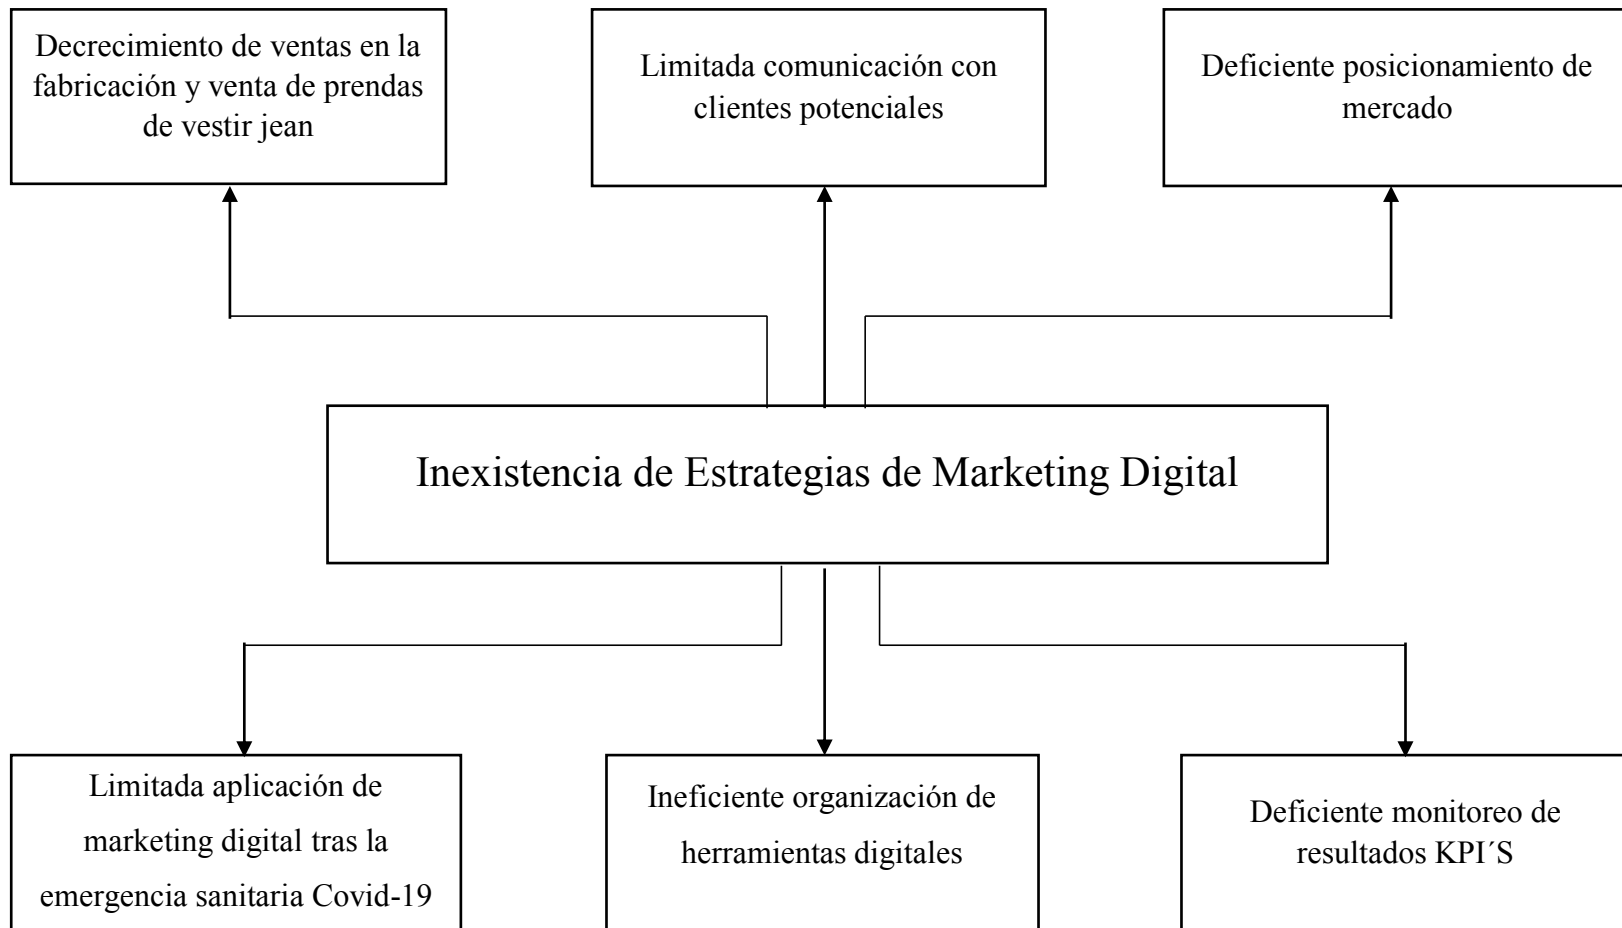 Decrecimiento de ventas en la
fabricación y venta de prendas
de vestir jean
Limitada comunicación con
clientes potenciales
Deficiente posicionamiento de
mercado
Inexistencia de Estrategias de Marketing Digital
Limitada aplicación de
marketing digital tras la
emergencia sanitaria Covid-19
Ineficiente organización de
herramientas digitales
Deficiente monitoreo de
resultados KPI´S